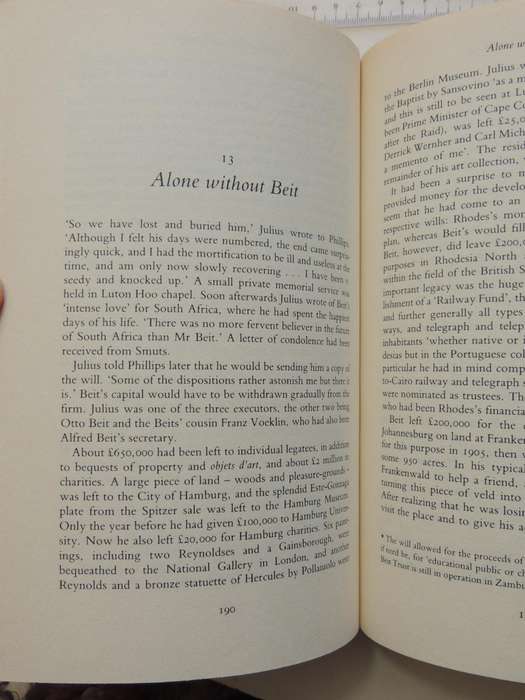 13
Alone without Beit
'So we have lost and buried him,' Julius wrote to Phillips.
'Although I felt his days were numbered, the end came surpris-
ingly quick, and I had the mortification to be ill and useless at the
time, and am only now slowly recovering . . . I have been
seedy and knocked up.' A small private memorial service was
held in Luton Hoo chapel. Soon afterwards Julius wrote of Beit's
'intense love' for South Africa, where he had spent the happiest
days of his life. 'There was no more fervent believer in the future
of South Africa than Mr Beit.' A letter of condolence had been
received from Smuts.
Julius told Phillips later that he would be sending him a copy of
the will. 'Some of the dispositions rather astonish me but there it
is.' Beit's capital would have to be withdrawn gradually from the
firm. Julius was one of the three executors, the other two being
Otto Beit and the Beits' cousin Franz Voelklin, who had also been
Alfred Beit's secretary.
About £650,000 had been left to individual legatees, in addition
to bequests of property and objets d'art, and about £2 million to
charities. A large piece of land – woods and pleasure-grounds –
was left to the City of Hamburg, and the splendid Este-Gonzaga
plate from the Spitzer sale was left to the Hamburg Museum.
Only the year before he had given £100,000 to Hamburg Univer-
sity. Now he also left £20,000 for Hamburg charities. Six paint-
ings, including two Reynoldses and a Gainsborough, were
bequeathed to the National Gallery in London, and another
Reynolds and a bronze statuette of Hercules by Pollaiuolo went
190
Alone
to the Berlin Museum. Julius
the Baptist by Sansovino 'as a
and this is still to be seen at
been Prime Minister of Cape
after the Raid), was left £25,000
Derrick Wernher and Carl
a memento of me'. The
remainder of his art collection,
It had been a surprise to
provided money for the
seem that he had come to an
respective wills: Rhodes's
plan, whereas Beit's would
Beit, however, did leave
purposes in Rhodesia North
within the field of the British
important legacy was the
lishment of a 'Railway Fund',
and further generally all types
ways, and telegraph and
inhabitants 'whether native or
desias but in the Portuguese
particular he had in mind
to-Cairo railway and telegraph
were nominated as trustees. The
who had been Rhodes's financial
Beit left £200,000 for the
Johannesburg on land at
for this purpose in 1905, then
some 950 acres. In his typical
Frankenwald to help a friend,
turning this piece of veld into
After realizing that he was
visit the place and to give his
* The will allowed for the proceeds of
if need be, for 'educational public or
Beit Trust is still in operation in